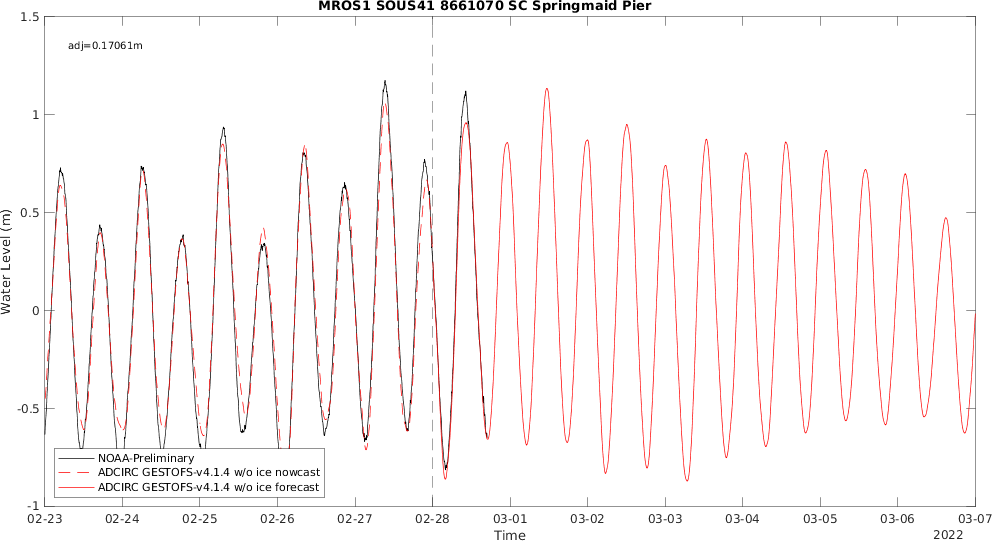 MROS1 SOUS41 8661070 SC Springmaid Pier
adj=0.17061m
1.5
1
0.5
0
-0.5
-1
Water Level (m)
NOAA-Preliminary
ADCIRC GESTOFS-v4.1.4 w/o ice nowcast
ADCIRC GESTOFS-v4.1.4 w/o ice forecast
02-23 02-24 02-25 02-26 02-27 02-28 03-01 03-02 03-03 03-04 03-05 03-06 03-07
Time
2022